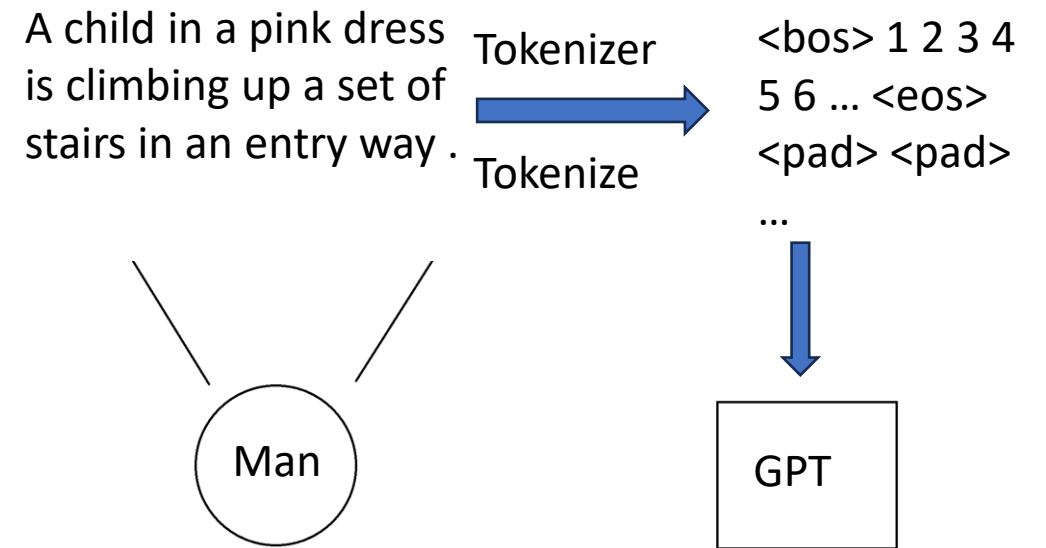 A child in a pink dress
is climbing up a set of
stairs in an entry way .
Tokenizer
Tokenize
<bos> 1 2 3 4
5 6 … <eos>
<pad> <pad>
…
Man
GPT